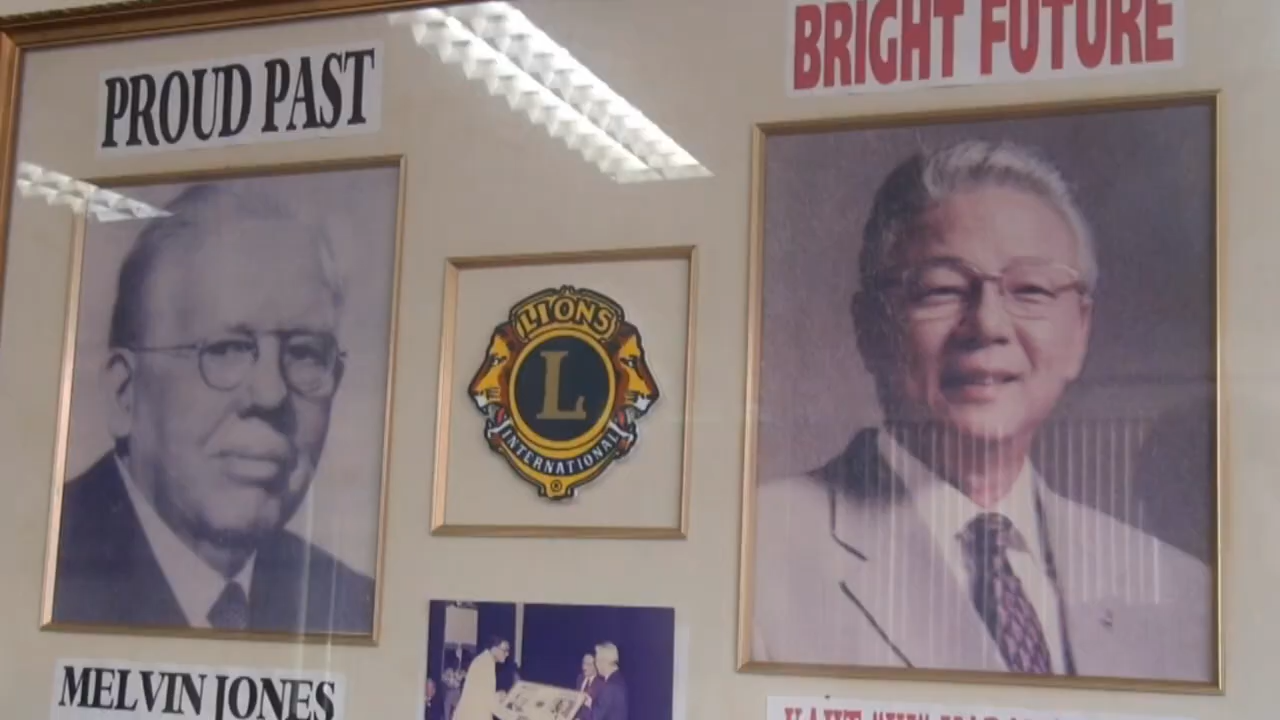 PROUD PAST
BRIGHT FUTURE
LIONS
L
INTERNATIONAL
®
MELVIN JONES